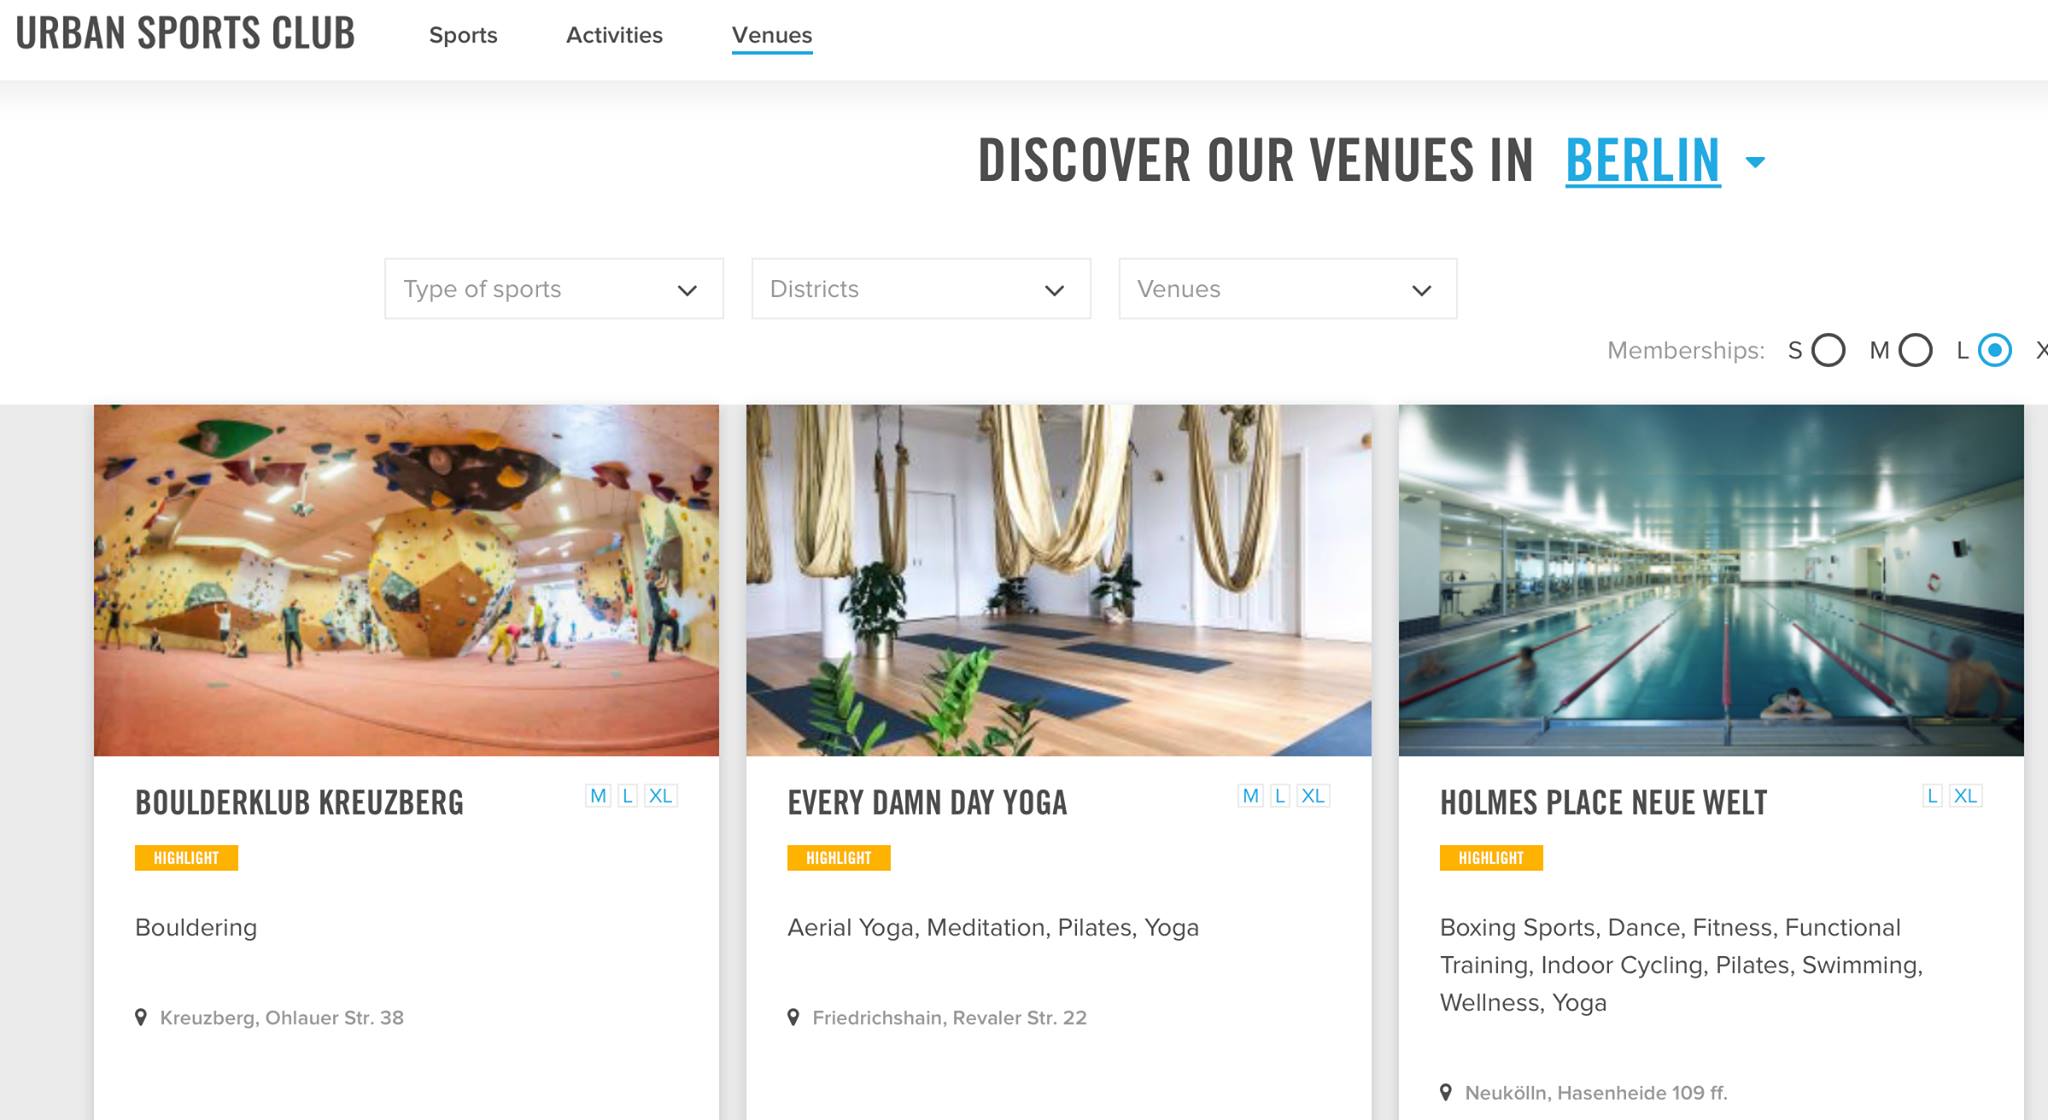 URBAN SPORTS CLUB
Sports
Activities
Venues
DISCOVER OUR VENUES IN BERLIN
Type of sports
Districts
Venues
Memberships: S M L X
BOULDERKLUB KREUZBERG
M L XL
HIGHLIGHT
Bouldering
Kreuzberg, Ohlauer Str. 38
EVERY DAMN DAY YOGA
M L XL
HIGHLIGHT
Aerial Yoga, Meditation, Pilates, Yoga
Friedrichshain, Revaler Str. 22
HOLMES PLACE NEUE WELT
L XL
HIGHLIGHT
Boxing Sports, Dance, Fitness, Functional
Training, Indoor Cycling, Pilates, Swimming,
Wellness, Yoga
Neukölln, Hasenheide 109 ff.